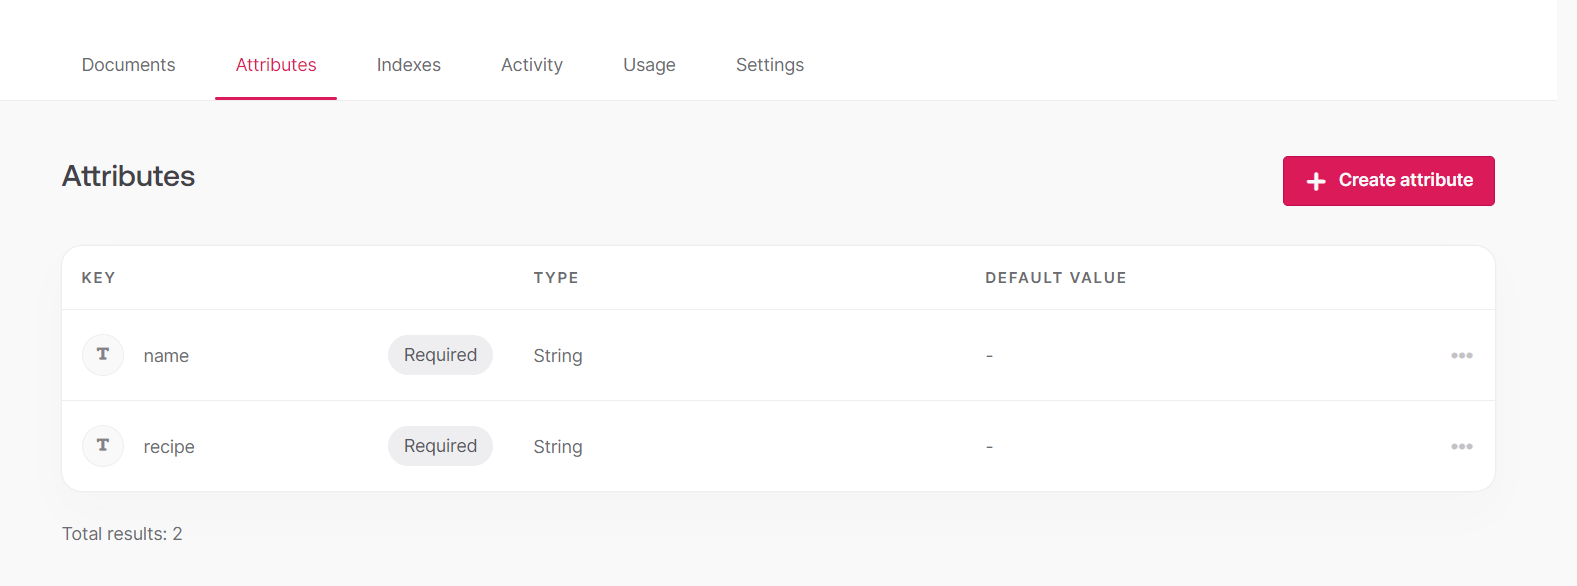 Documents Attributes Indexes Activity Usage Settings
Attributes
Create attribute
KEY TYPE DEFAULT VALUE
T name Required String -
T recipe Required String -
Total results: 2